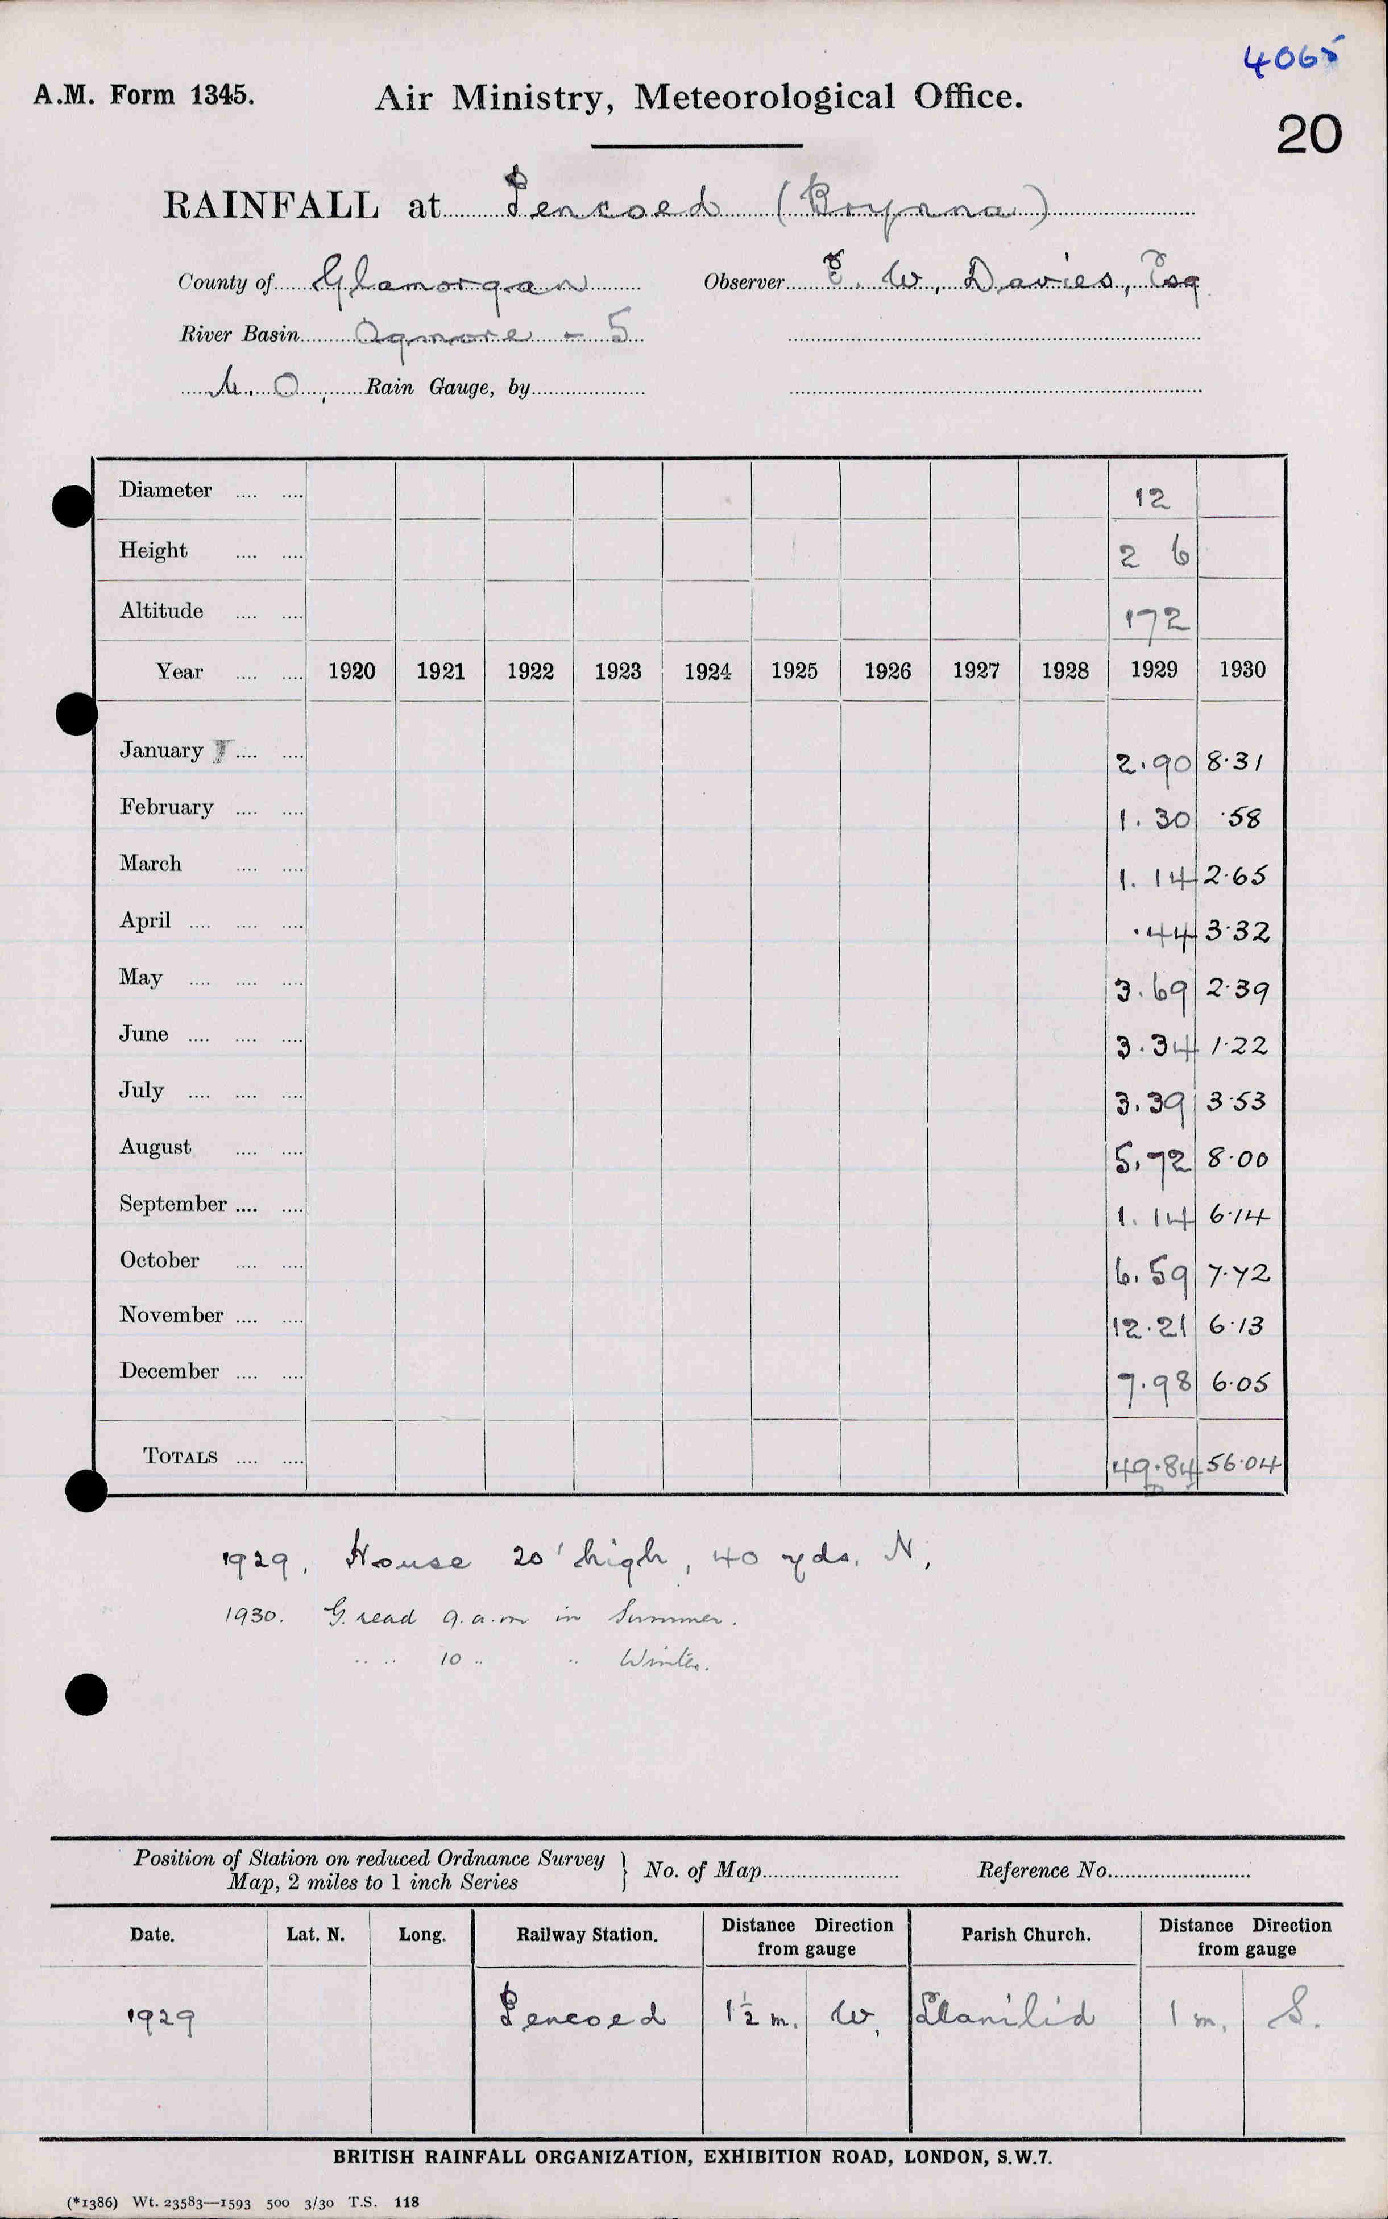 4065
A.M. Form 1345.
Air Ministry, Meteorological Office.
20
RAINFALL at Pencoed (Brynna)
County of Glamorgan Observer E. W. Davies, Esq
River Basin Ogmore - 5
M. O. Rain Gauge, by
Diameter 12
Height 2 6
Altitude 172
Year 1920 1921 1922 1923 1924 1925 1926 1927 1928 1929 1930
January 2.90 8.31
February 1.30 .58
March 1.14 2.65
April .44 3.32
May 3.69 2.39
June 3.34 1.22
July 3.39 3.53
August 5.72 8.00
September 1.14 6.14
October 6.59 7.72
November 12.21 6.13
December 7.98 6.05
TOTALS 49.84 56.04
1929. House 20' high, 40 yds. N.
1930. G. read 9 a.m in Summer.
" " 10 " " Winter.
Position of Station on reduced Ordnance Survey
Map, 2 miles to 1 inch Series } No. of Map Reference No.
Date. Lat. N. Long. Railway Station. Distance Direction from gauge Parish Church. Distance Direction from gauge
1929 Pencoed 1½ m. W. Llanilid 1 m. S.
BRITISH RAINFALL ORGANIZATION, EXHIBITION ROAD, LONDON, S.W.7.
(*1386) Wt. 23583—1593 500 3/30 T.S. 118